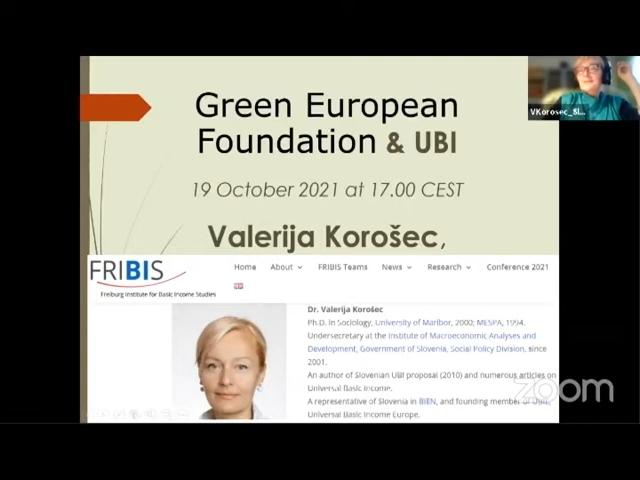 Green European
Foundation & UBI
19 October 2021 at 17.00 CEST
Valerija Korošec,
VKorosec_Sl...
FRIBIS
Freiburg Institute for Basic Income Studies
Home About FRIBIS Teams News Research Conference 2021
Dr. Valerija Korošec
Ph.D. in Sociology, University of Maribor, 2000; MESPA, 1994.
Undersecretary at the Institute of Macroeconomic Analyses and
Development, Government of Slovenia, Social Policy Division, since
2001.
An author of Slovenian UBI proposal (2010) and numerous articles on
Universal Basic Income.
A representative of Slovenia in BIEN, and founding member of
Universal Basic Income Europe.
zoom